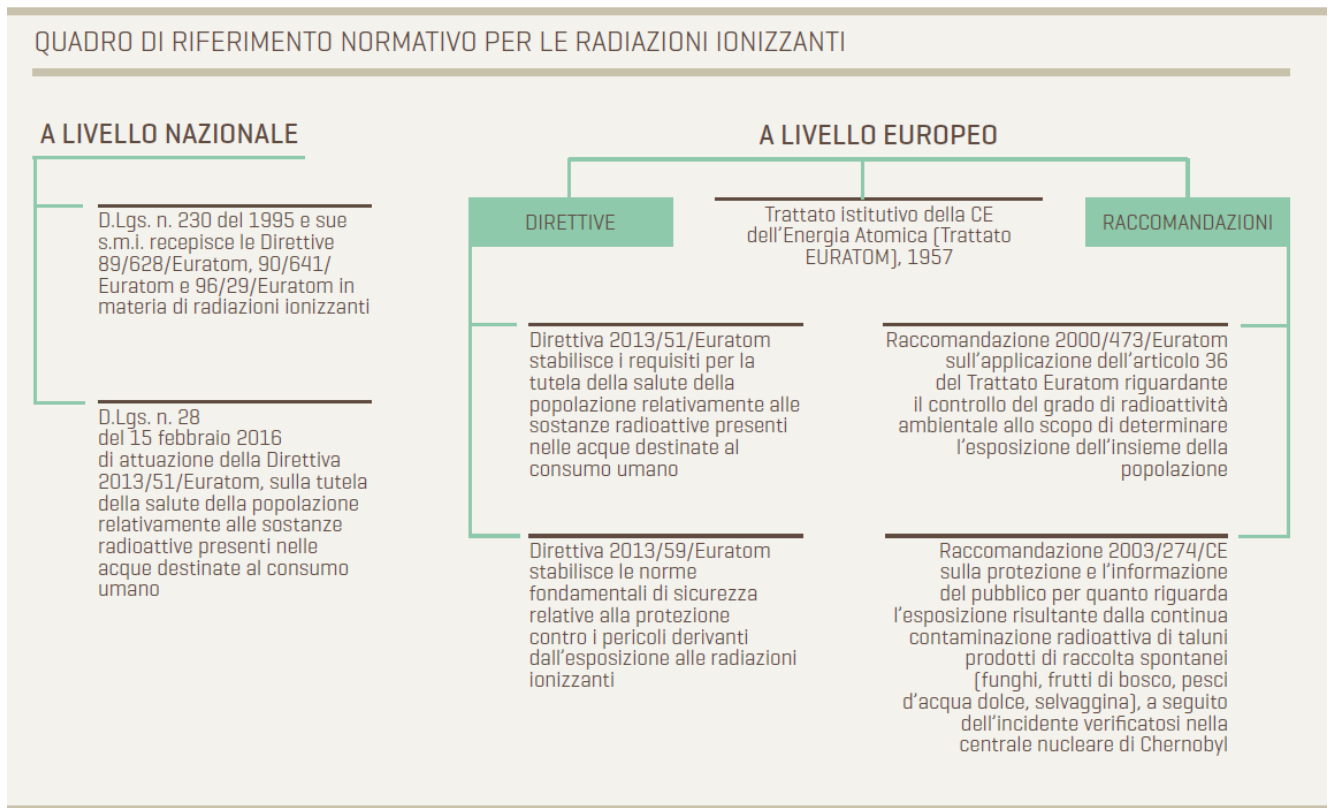 QUADRO DI RIFERIMENTO NORMATIVO PER LE RADIAZIONI IONIZZANTI
A LIVELLO NAZIONALE
D.Lgs. n. 230 del 1995 e sue
s.m.i. recepisce le Direttive
89/628/Euratom, 90/641/
Euratom e 96/29/Euratom in
materia di radiazioni ionizzanti
D.Lgs. n. 28
del 15 febbraio 2016
di attuazione della Direttiva
2013/51/Euratom, sulla tutela
della salute della popolazione
relativamente alle sostanze
radioattive presenti nelle
acque destinate al consumo
umano
A LIVELLO EUROPEO
DIRETTIVE
Direttiva 2013/51/Euratom
stabilisce i requisiti per la
tutela della salute della
popolazione relativamente alle
sostanze radioattive presenti
nelle acque destinate al
consumo umano
Direttiva 2013/59/Euratom
stabilisce le norme
fondamentali di sicurezza
relative alla protezione
contro i pericoli derivanti
dall'esposizione alle radiazioni
ionizzanti
Trattato istitutivo della CE
dell'Energia Atomica (Trattato
EURATOM), 1957
RACCOMANDAZIONI
Raccomandazione 2000/473/Euratom
sull'applicazione dell'articolo 36
del Trattato Euratom riguardante
il controllo del grado di radioattività
ambientale allo scopo di determinare
l'esposizione dell'insieme della
popolazione
Raccomandazione 2003/274/CE
sulla protezione e l'informazione
del pubblico per quanto riguarda
l'esposizione risultante dalla continua
contaminazione radioattiva di taluni
prodotti di raccolta spontanei
(funghi, frutti di bosco, pesci
d'acqua dolce, selvaggina), a seguito
dell'incidente verificatosi nella
centrale nucleare di Chernobyl